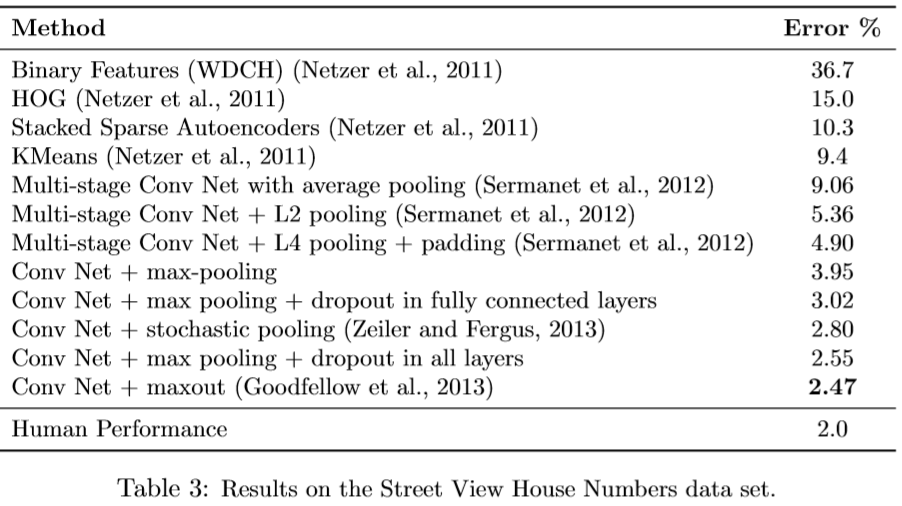 Method Error %
Binary Features (WDCH) (Netzer et al., 2011) 36.7
HOG (Netzer et al., 2011) 15.0
Stacked Sparse Autoencoders (Netzer et al., 2011) 10.3
KMeans (Netzer et al., 2011) 9.4
Multi-stage Conv Net with average pooling (Sermanet et al., 2012) 9.06
Multi-stage Conv Net + L2 pooling (Sermanet et al., 2012) 5.36
Multi-stage Conv Net + L4 pooling + padding (Sermanet et al., 2012) 4.90
Conv Net + max-pooling 3.95
Conv Net + max pooling + dropout in fully connected layers 3.02
Conv Net + stochastic pooling (Zeiler and Fergus, 2013) 2.80
Conv Net + max pooling + dropout in all layers 2.55
Conv Net + maxout (Goodfellow et al., 2013) 2.47
Human Performance 2.0
Table 3: Results on the Street View House Numbers data set.